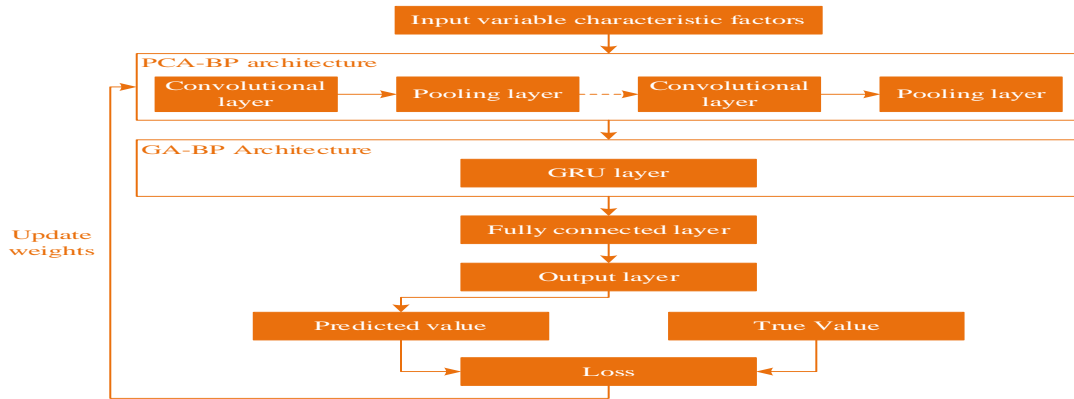 Input variable characteristic factors
PCA-BP architecture
Convolutional
layer
Pooling layer
Convolutional
layer
Pooling layer
GA-BP Architecture
GRU layer
Update
weights
Fully connected layer
Output layer
Predicted value
True Value
Loss